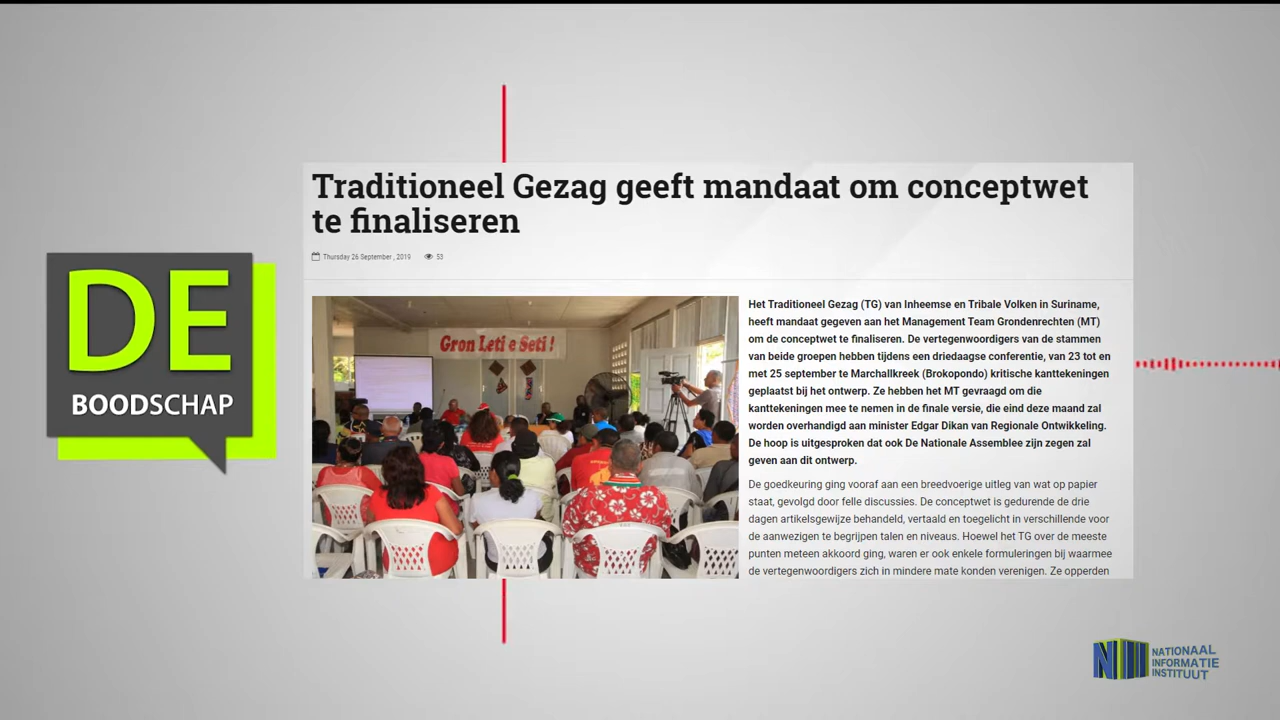 Traditioneel Gezag geeft mandaat om conceptwet
te finaliseren
Thursday 26 September , 2019 53
DE
BOODSCHAP
Gron Leti e Seti !
Het Traditioneel Gezag (TG) van Inheemse en Tribale Volken in Suriname,
heeft mandaat gegeven aan het Management Team Grondenrechten (MT)
om de conceptwet te finaliseren. De vertegenwoordigers van de stammen
van beide groepen hebben tijdens een driedaagse conferentie, van 23 tot en
met 25 september te Marchallkreek (Brokopondo) kritische kanttekeningen
geplaatst bij het ontwerp. Ze hebben het MT gevraagd om die
kanttekeningen mee te nemen in de finale versie, die eind deze maand zal
worden overhandigd aan minister Edgar Dikan van Regionale Ontwikkeling.
De hoop is uitgesproken dat ook De Nationale Assemblee zijn zegen zal
geven aan dit ontwerp.
De goedkeuring ging vooraf aan een breedvoerige uitleg van wat op papier
staat, gevolgd door felle discussies. De conceptwet is gedurende de drie
dagen artikelsgewijze behandeld, vertaald en toegelicht in verschillende voor
de aanwezigen te begrijpen talen en niveaus. Hoewel het TG over de meeste
punten meteen akkoord ging, waren er ook enkele formuleringen bij waarmee
de vertegenwoordigers zich in mindere mate konden verenigen. Ze opperden
NATIONAAL
INFORMATIE
INSTITUUT